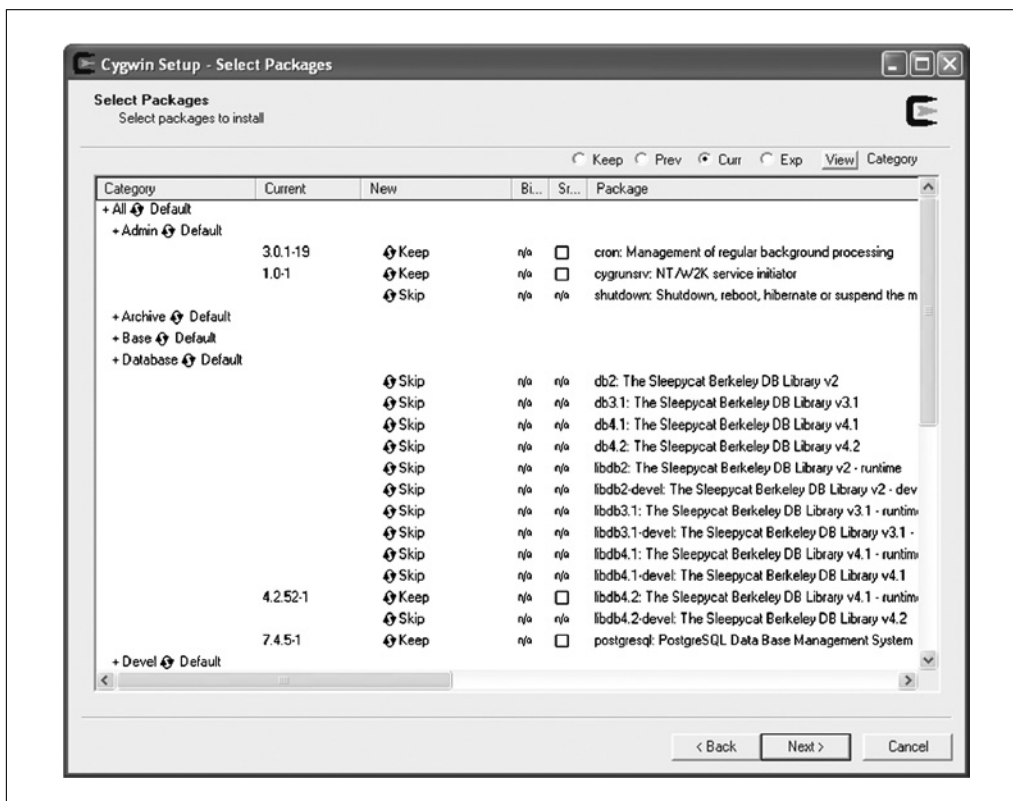 Cygwin Setup - Select Packages
Select Packages
Select packages to install
Keep Prev Curr Exp View Category
Category Current New Bi... Sr... Package
+ All Default
+ Admin Default
3.0.1-19 Keep n/a cron: Management of regular background processing
1.0-1 Keep n/a cygrunsrv: NT/W2K service initiator
Skip n/a n/a shutdown: Shutdown, reboot, hibernate or suspend the m
+ Archive Default
+ Base Default
+ Database Default
Skip n/a n/a db2: The Sleepycat Berkeley DB Library v2
Skip n/a n/a db3.1: The Sleepycat Berkeley DB Library v3.1
Skip n/a n/a db4.1: The Sleepycat Berkeley DB Library v4.1
Skip n/a n/a db4.2: The Sleepycat Berkeley DB Library v4.2
Skip n/a n/a libdb2: The Sleepycat Berkeley DB Library v2 - runtime
Skip n/a n/a libdb2-devel: The Sleepycat Berkeley DB Library v2 - dev
Skip n/a n/a libdb3.1: The Sleepycat Berkeley DB Library v3.1 - runtim
Skip n/a n/a libdb3.1-devel: The Sleepycat Berkeley DB Library v3.1 -
Skip n/a n/a libdb4.1: The Sleepycat Berkeley DB Library v4.1 - runtim
Skip n/a n/a libdb4.1-devel: The Sleepycat Berkeley DB Library v4.1
4.2.52-1 Keep n/a libdb4.2: The Sleepycat Berkeley DB Library v4.1 - runtim
Skip n/a n/a libdb4.2-devel: The Sleepycat Berkeley DB Library v4.2
7.4.5-1 Keep n/a postgresql: PostgreSQL Data Base Management System
+ Devel Default
< Back Next > Cancel